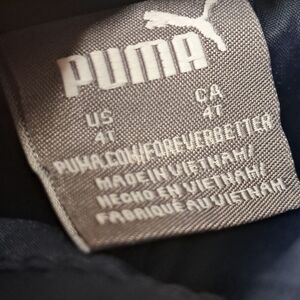 PUMA
US CA
4T 4T
PUMA.COM/FOREVERBETTER
MADE IN VIETNAM/
HECHO EN VIETNAM/
FABRIQUÉ AU VIETNAM